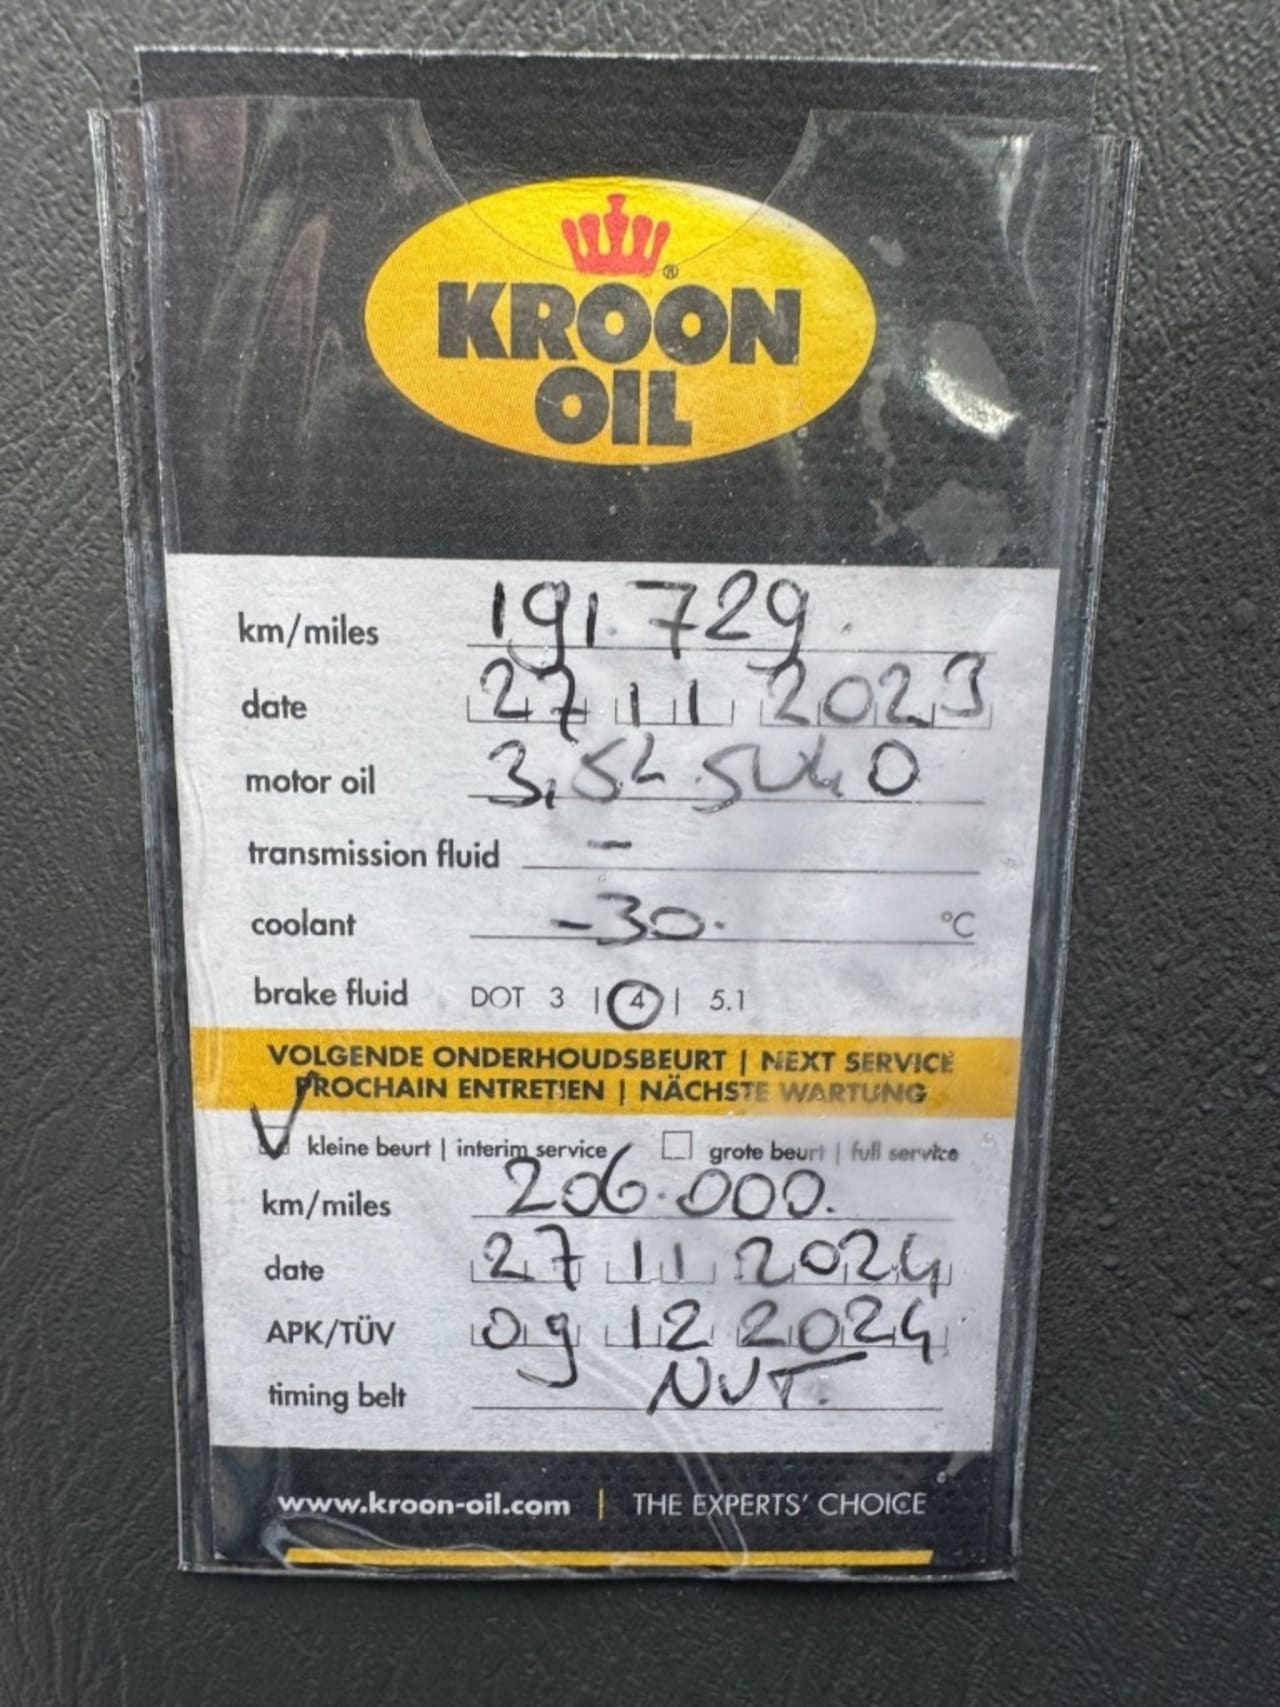 KROON
OIL
km/miles 191.729.
date 27 11 2023
motor oil 3,5L 5W40
transmission fluid -
coolant -30. °C
brake fluid DOT 3 | 4 | 5.1
VOLGENDE ONDERHOUDSBEURT | NEXT SERVICE
PROCHAIN ENTRETIEN | NÄCHSTE WARTUNG
kleine beurt | interim service grote beurt | full service
km/miles 206.000.
date 27 11 2024
APK/TÜV 09 12 2024
timing belt NVT.
www.kroon-oil.com | THE EXPERTS' CHOICE